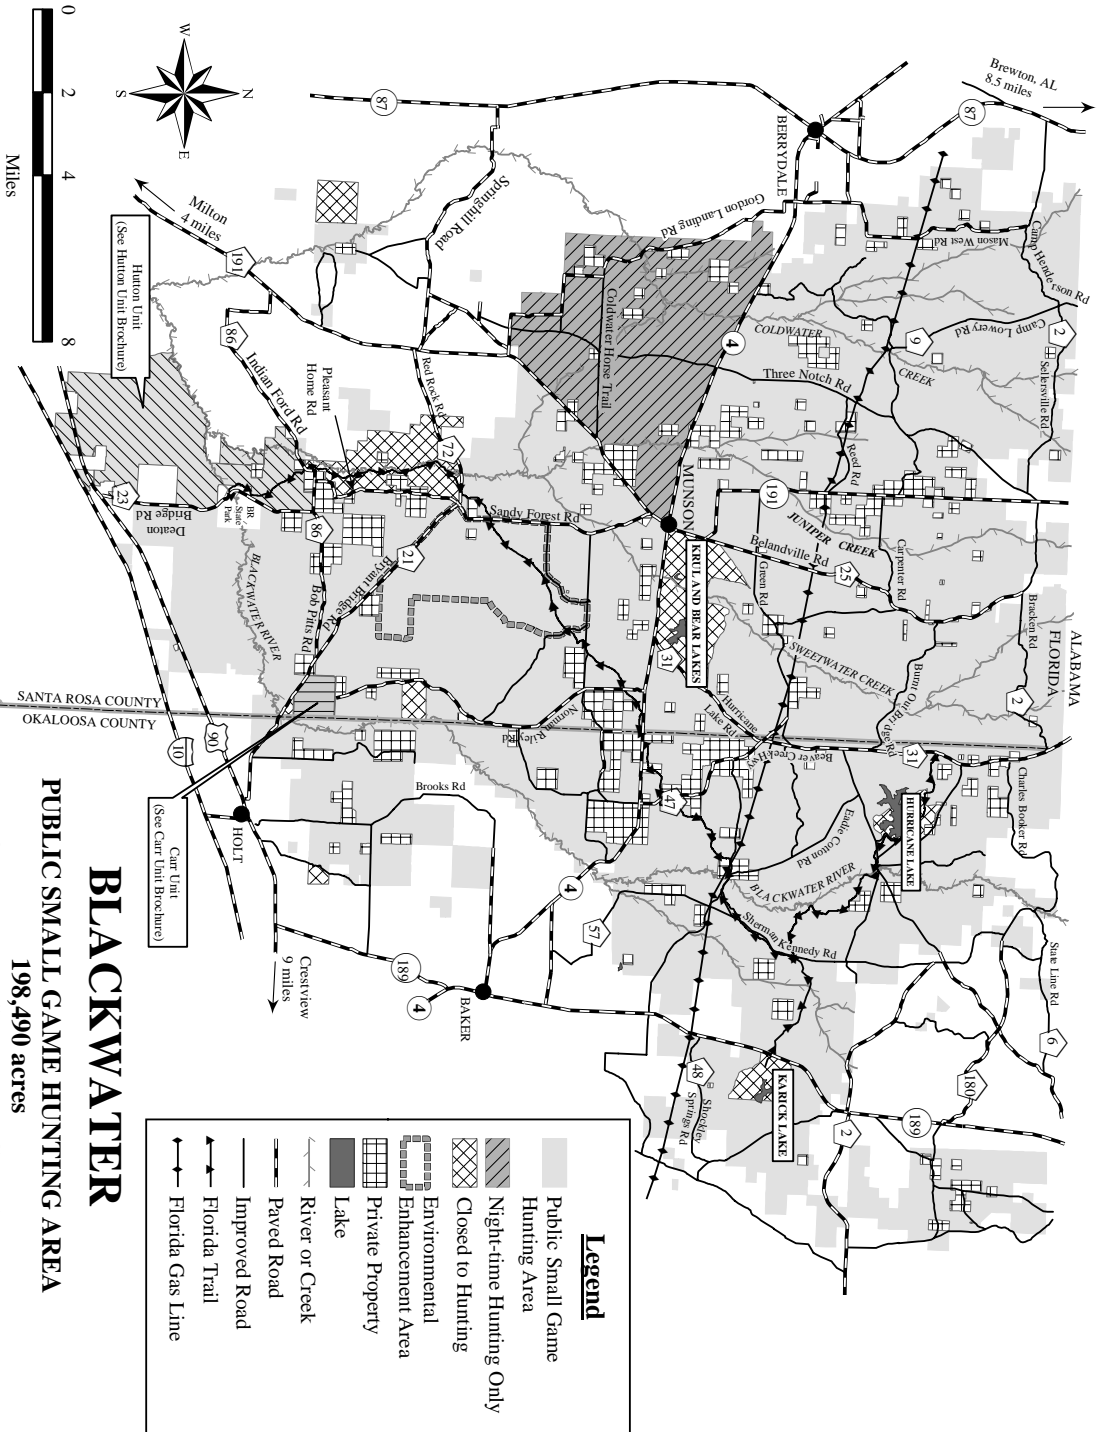 BLACKWATER
PUBLIC SMALL GAME HUNTING AREA
198,490 acres
Legend
Public Small Game
Hunting Area
Night-time Hunting Only
Closed to Hunting
Environmental
Enhancement Area
Private Property
Lake
River or Creek
Paved Road
Improved Road
Florida Trail
Florida Gas Line
0
2
4
8
Miles
N
E
S
W
Brewton, AL
8.5 miles
87
87
BERRYDALE
Camp Henderson Rd
Mason West Rd
Camp Lowery Rd
2
Sellersville Rd
9
COLDWATER
CREEK
Three Notch Rd
Gordon Landing Rd
Coldwater Horse Trail
4
Springhill Road
Milton
4 miles
191
86
Indian Ford Rd
Pleasant
Home Rd
Red Rock Rd
72
Hutton Unit
(See Hutton Unit Brochure)
MUNSON
191
Reed Rd
JUNIPER CREEK
Carpenter Rd
Belandville Rd
25
Green Rd
Bracken Rd
ALABAMA
FLORIDA
2
KRULAND BEAR LAKES
SWEETWATER CREEK
Burnt Out Bridge Rd
31
Hurricane
Lake Rd
Beaver Creek Hwy
31
Charles Booker Rd
Sandy Forest Rd
23
Deaton
Bridge Rd
BR
State
Park
86
21
Bryant Bridge Rd
Bob Pitts Rd
BLACKWATER RIVER
Norman Riley Rd
SANTA ROSA COUNTY
OKALOOSA COUNTY
10
90
HOLT
Carr Unit
(See Carr Unit Brochure)
Brooks Rd
47
HURRICANE LAKE
Eadie Cotton Rd
BLACKWATER RIVER
Sherman Kennedy Rd
State Line Rd
6
4
57
189
4
BAKER
Crestview
9 miles
48
Shockley
Springs Rd
KARICK LAKE
180
189
2